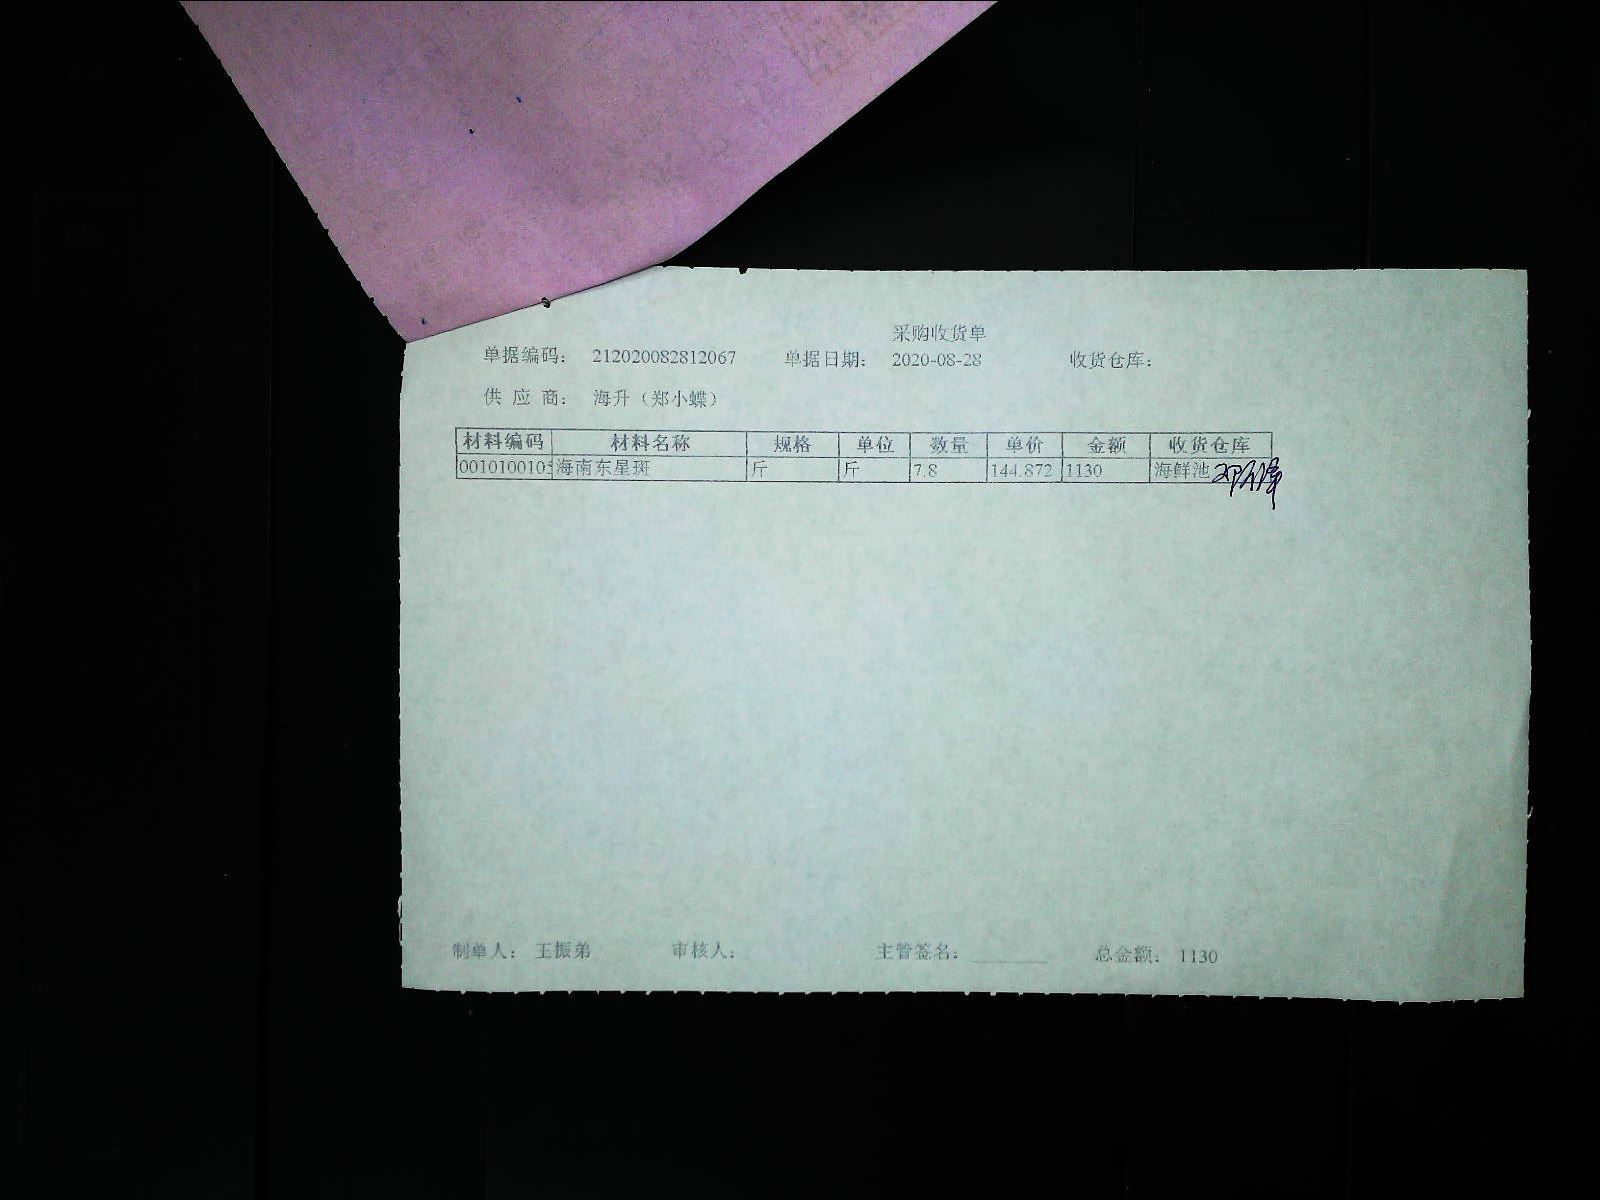 采购收货单
单据编码： 212020082812067 单据日期： 2020-08-28 收货仓库：
供 应 商： 海升（郑小蝶）
材料编码 材料名称 规格 单位 数量 单价 金额 收货仓库
001010010 海南东星斑 斤 斤 7.8 144.872 1130 海鲜池
制单人： 王振弟 审核人： 主管签名： 总金额： 1130